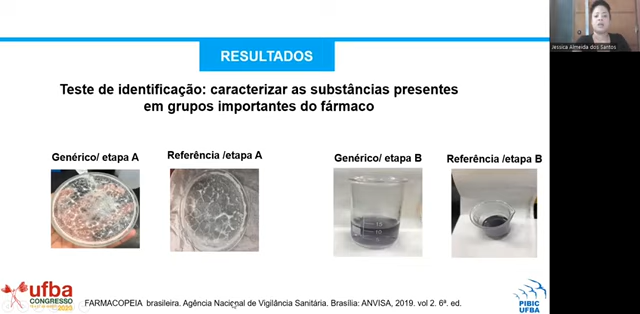 Jessica Almeida dos Santos
RESULTADOS
Teste de identificação: caracterizar as substâncias presentes
em grupos importantes do fármaco
Genérico/ etapa A
Referência /etapa A
Genérico/ etapa B
Referência /etapa B
ufba
CONGRESSO
2020
FARMACOPEIA brasileira. Agência Nacional de Vigilância Sanitária. Brasília: ANVISA, 2019. vol 2. 6ª. ed.
PIBIC
UFBA